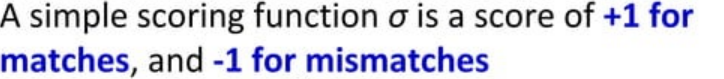 A simple scoring function σ is a score of +1 for
matches, and -1 for mismatches